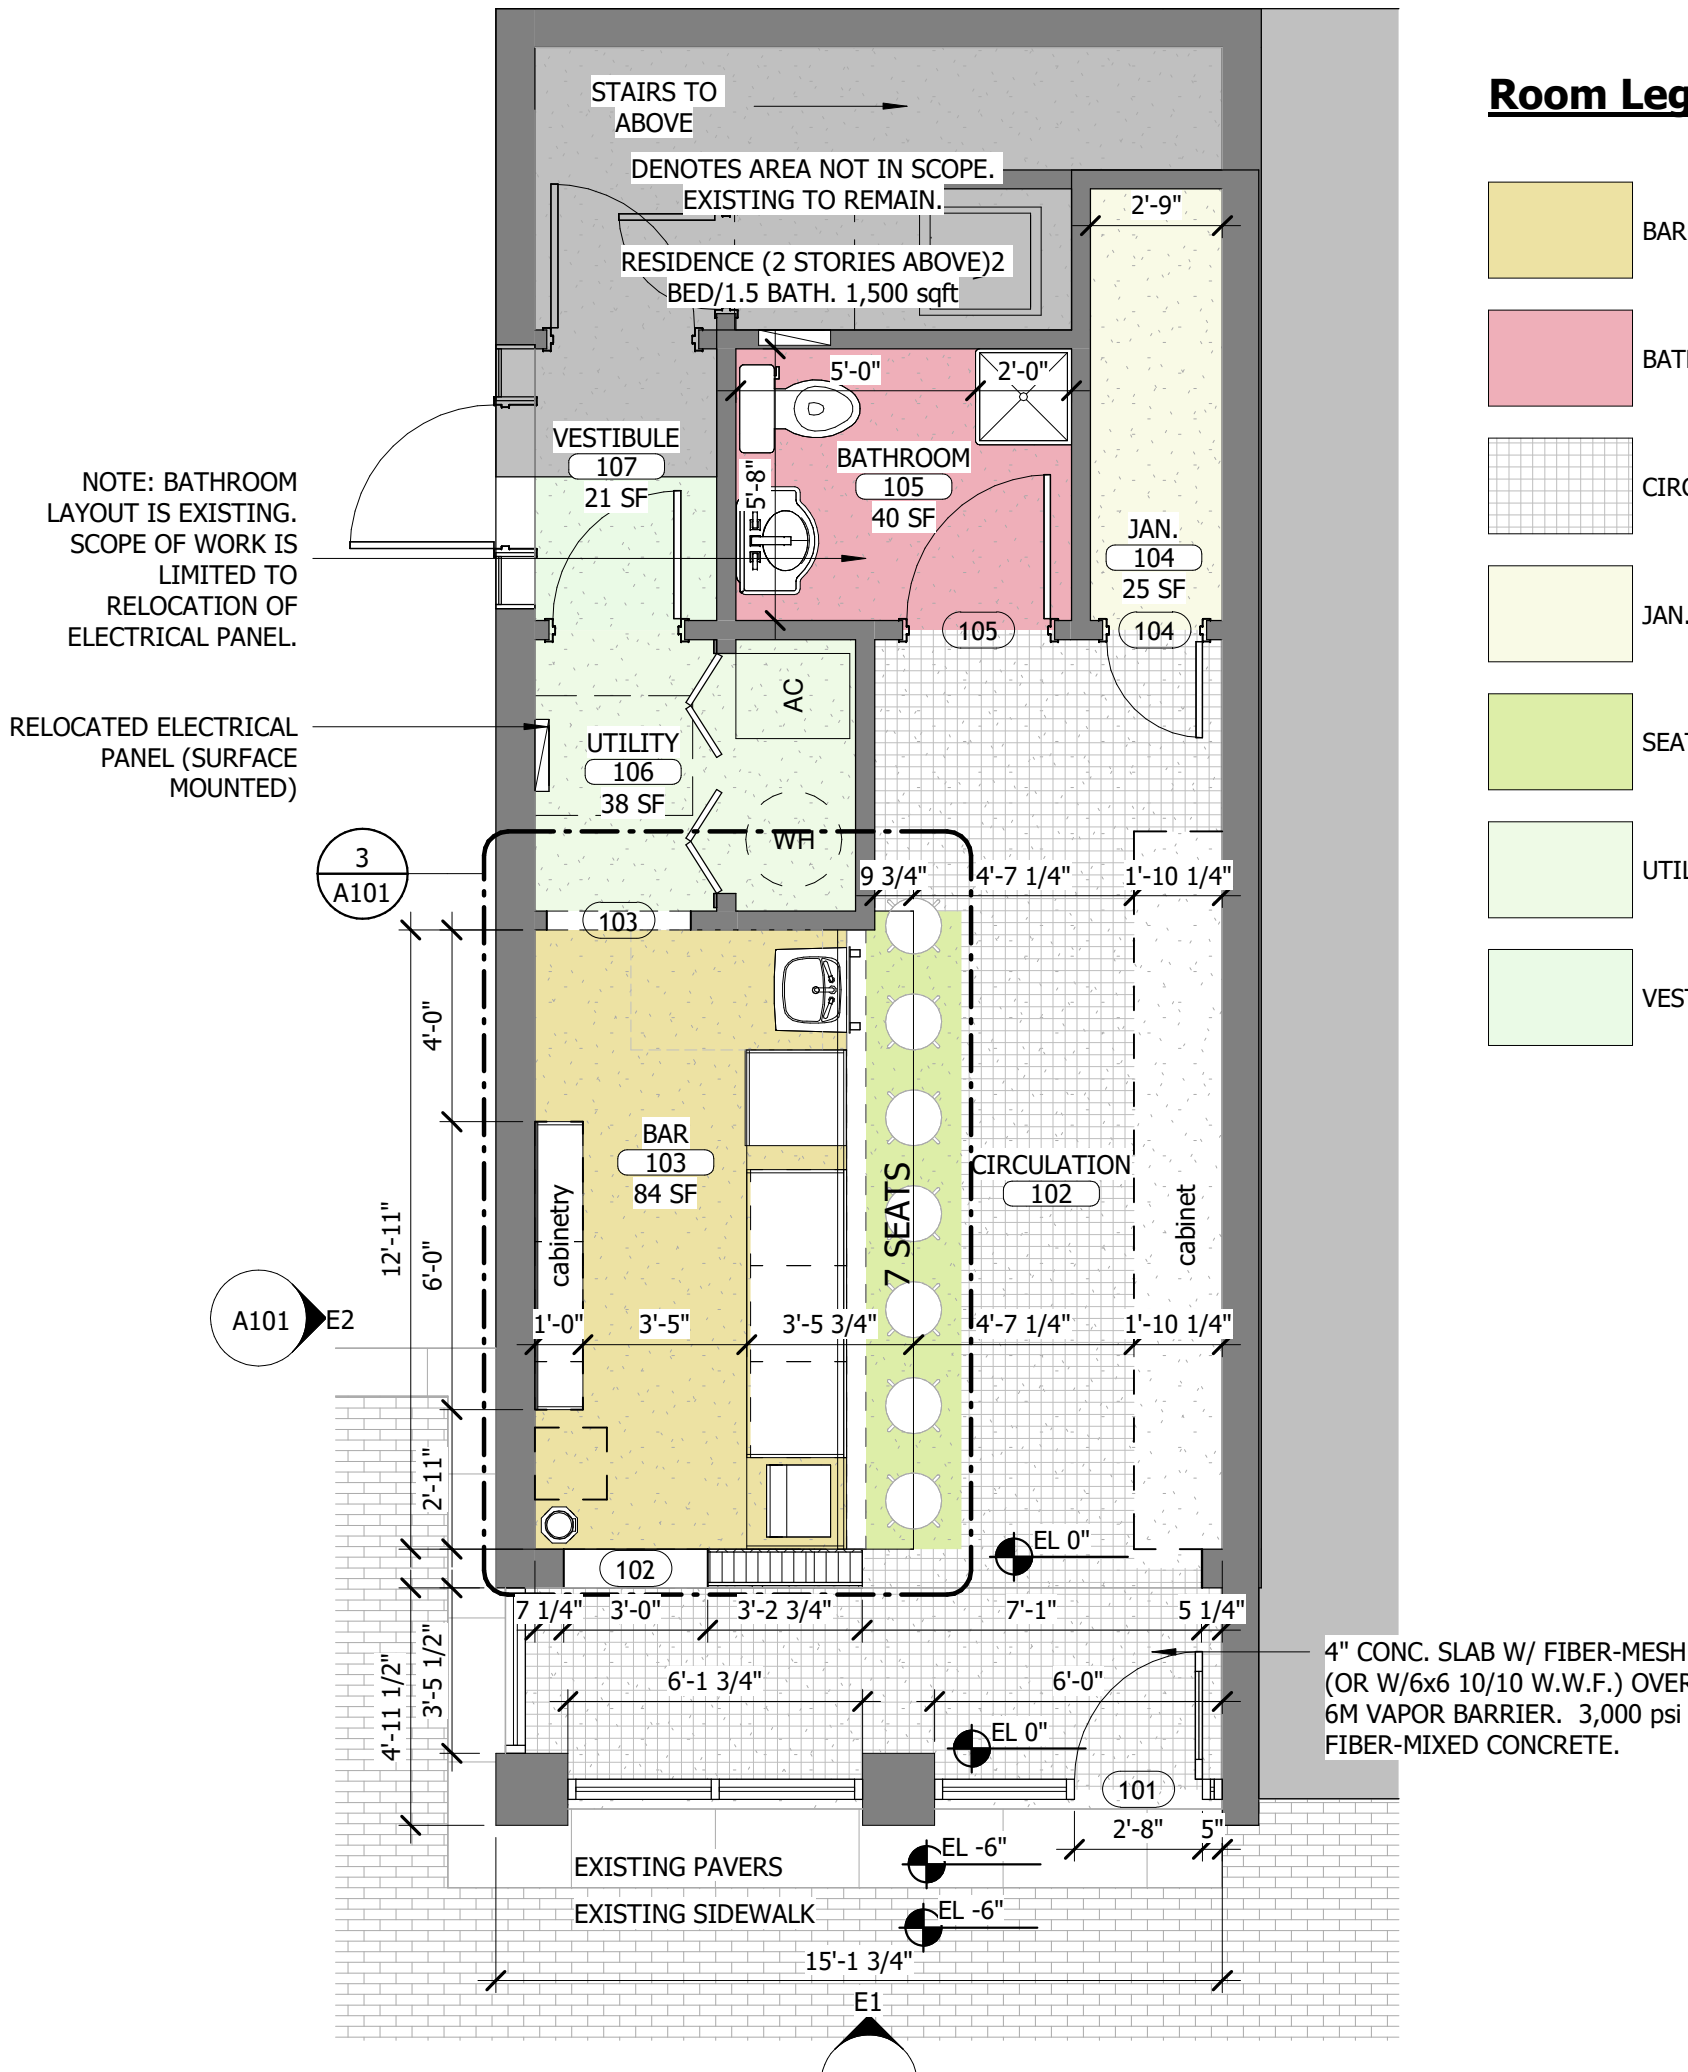 Room Leg
STAIRS TO
ABOVE
DENOTES AREA NOT IN SCOPE.
EXISTING TO REMAIN.
2'-9"
BAR
RESIDENCE (2 STORIES ABOVE)2
BED/1.5 BATH. 1,500 sqft
BATH
5'-0"
2'-0"
VESTIBULE
107
21 SF
BATHROOM
105
40 SF
5'-8"
NOTE: BATHROOM
LAYOUT IS EXISTING.
SCOPE OF WORK IS
LIMITED TO
RELOCATION OF
ELECTRICAL PANEL.
CIRC
JAN.
104
25 SF
JAN.
105
104
AC
RELOCATED ELECTRICAL
PANEL (SURFACE
MOUNTED)
UTILITY
106
38 SF
SEAT
WH
3
A101
9 3/4"
4'-7 1/4"
1'-10 1/4"
UTIL
103
VEST
4'-0"
BAR
103
84 SF
7 SEATS
CIRCULATION
102
cabinetry
cabinet
12'-11"
6'-0"
A101
E2
1'-0"
3'-5"
3'-5 3/4"
4'-7 1/4"
1'-10 1/4"
2'-11"
EL 0"
102
7 1/4"
3'-0"
3'-2 3/4"
7'-1"
5 1/4"
4'-11 1/2"
3'-5 1/2"
6'-1 3/4"
6'-0"
4" CONC. SLAB W/ FIBER-MESH
(OR W/6x6 10/10 W.W.F.) OVER
6M VAPOR BARRIER. 3,000 psi
FIBER-MIXED CONCRETE.
EL 0"
101
2'-8"
5"
EXISTING PAVERS
EL -6"
EXISTING SIDEWALK
EL -6"
15'-1 3/4"
E1